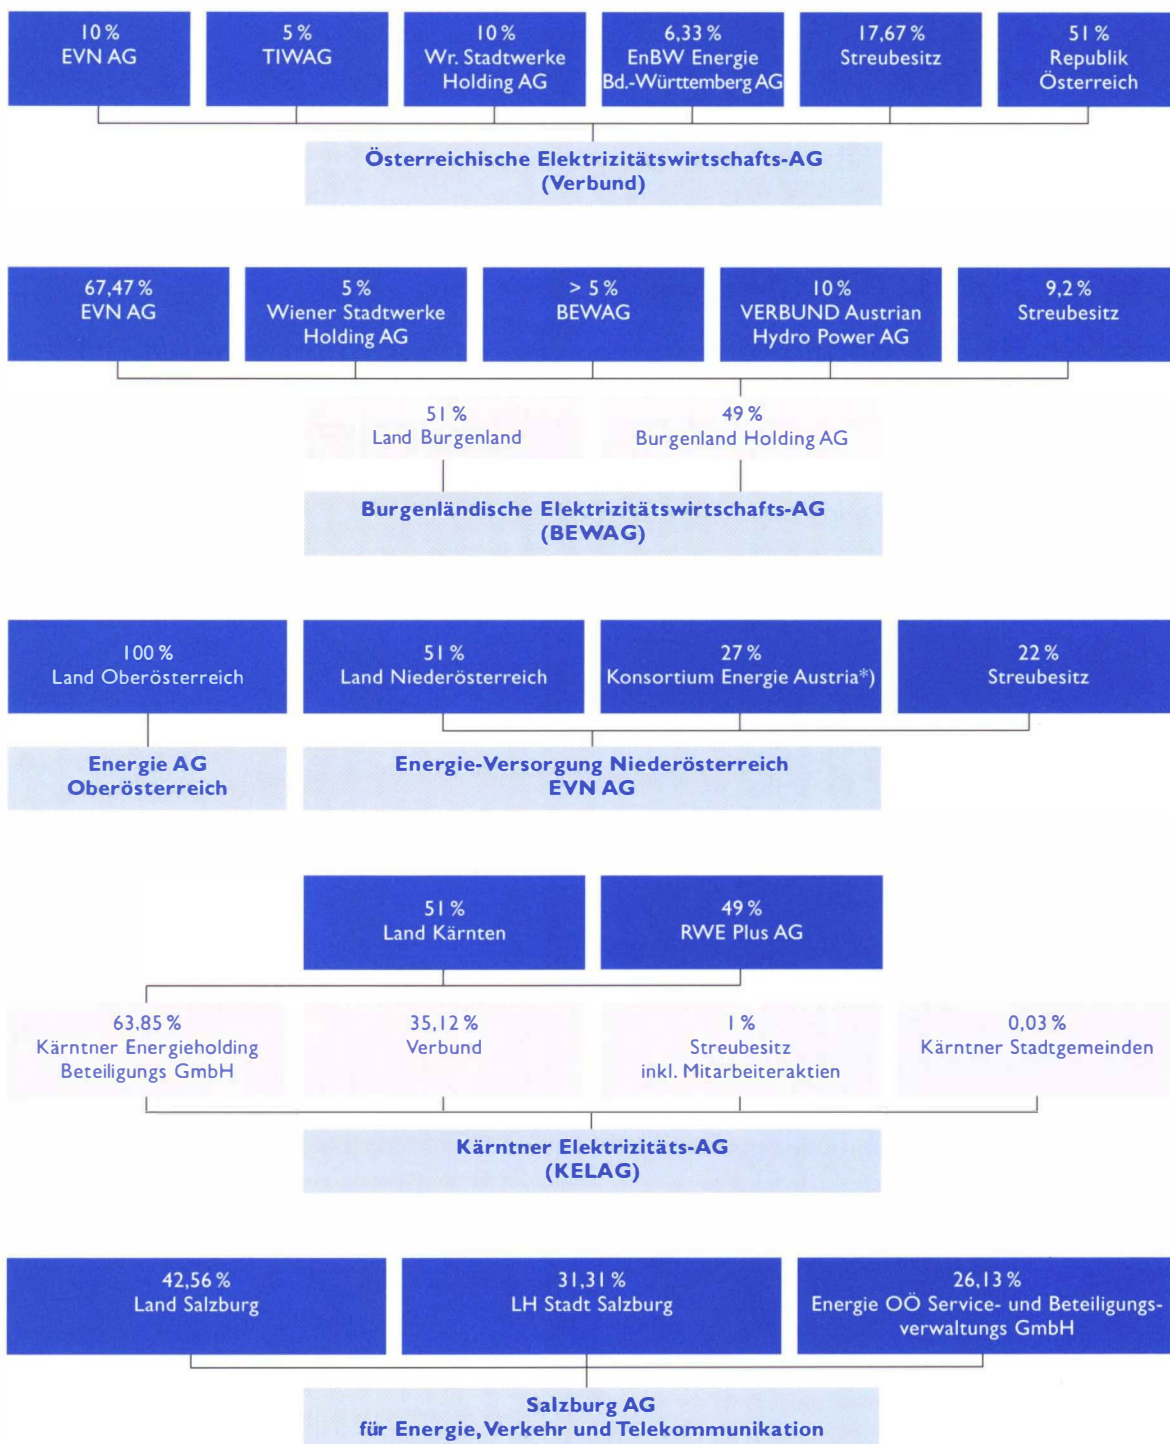 10 %
EVN AG
5 %
TIWAG
10 %
Wr. Stadtwerke
Holding AG
6,33 %
EnBW Energie
Bd.-Württemberg AG
17,67 %
Streubesitz
51 %
Republik
Österreich
Österreichische Elektrizitätswirtschafts-AG
(Verbund)
67,47 %
EVN AG
5 %
Wiener Stadtwerke
Holding AG
> 5 %
BEWAG
10 %
VERBUND Austrian
Hydro Power AG
9,2 %
Streubesitz
51 %
Land Burgenland
49 %
Burgenland Holding AG
Burgenländische Elektrizitätswirtschafts-AG
(BEWAG)
100 %
Land Oberösterreich
51 %
Land Niederösterreich
27 %
Konsortium Energie Austria*)
22 %
Streubesitz
Energie AG
Oberösterreich
Energie-Versorgung Niederösterreich
EVN AG
51 %
Land Kärnten
49 %
RWE Plus AG
63,85 %
Kärntner Energieholding
Beteiligungs GmbH
35,12 %
Verbund
1 %
Streubesitz
inkl. Mitarbeiteraktien
0,03 %
Kärntner Stadtgemeinden
Kärntner Elektrizitäts-AG
(KELAG)
42,56 %
Land Salzburg
31,31 %
LH Stadt Salzburg
26,13 %
Energie OÖ Service- und Beteiligungs-
verwaltungs GmbH
Salzburg AG
für Energie, Verkehr und Telekommunikation